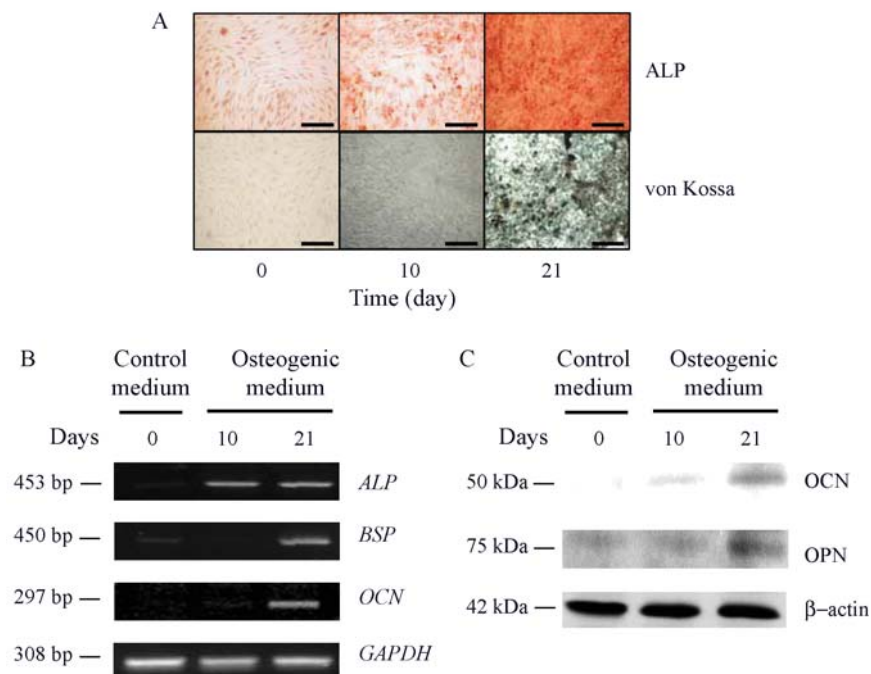 A
ALP
von Kossa
0 10 21
Time (day)
B
Control Osteogenic
medium medium
Days 0 10 21
453 bp ALP
450 bp BSP
297 bp OCN
308 bp GAPDH
C
Control Osteogenic
medium medium
Days 0 10 21
50 kDa OCN
75 kDa OPN
42 kDa β−actin